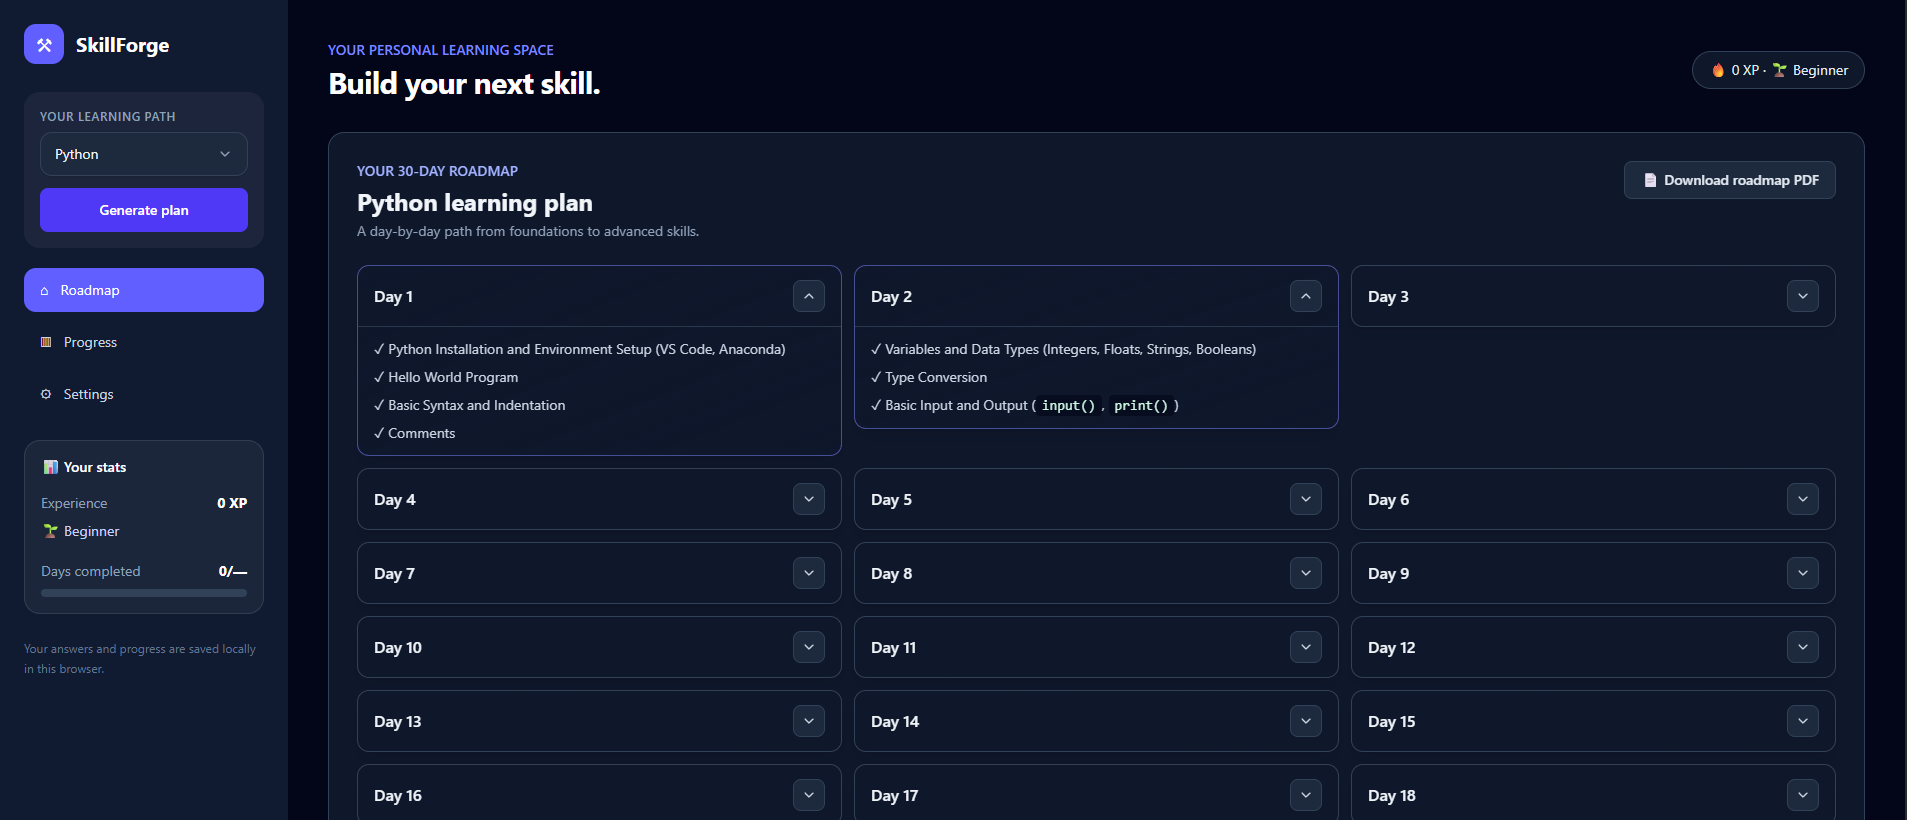 SkillForge
YOUR LEARNING PATH
Python
Generate plan
Roadmap
Progress
Settings
Your stats
Experience 0 XP
Beginner
Days completed 0/—
Your answers and progress are saved locally
in this browser.
YOUR PERSONAL LEARNING SPACE
Build your next skill.
0 XP · Beginner
YOUR 30-DAY ROADMAP
Python learning plan
A day-by-day path from foundations to advanced skills.
Download roadmap PDF
Day 1
✓ Python Installation and Environment Setup (VS Code, Anaconda)
✓ Hello World Program
✓ Basic Syntax and Indentation
✓ Comments
Day 2
✓ Variables and Data Types (Integers, Floats, Strings, Booleans)
✓ Type Conversion
✓ Basic Input and Output ( input() , print() )
Day 3
Day 4
Day 5
Day 6
Day 7
Day 8
Day 9
Day 10
Day 11
Day 12
Day 13
Day 14
Day 15
Day 16
Day 17
Day 18